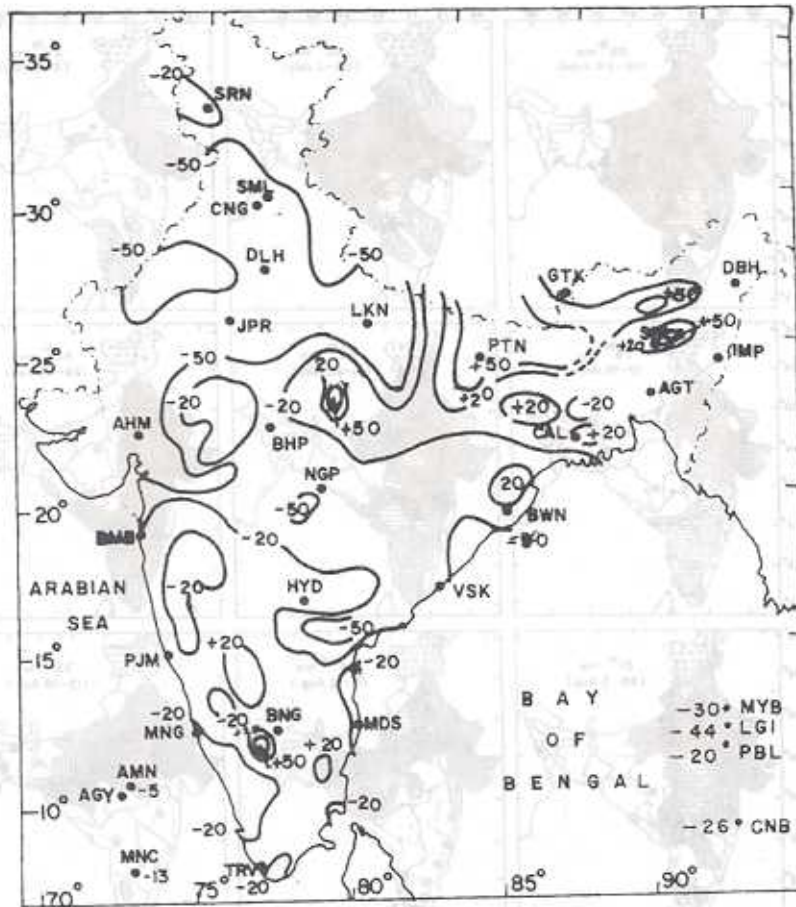 35°
-20
SRN
-50
SML
CNG
30°
-50
DLH
-50
GTK
DBH
+50
JPR
LKN
PTN
+50
+50
+20
IMP
25°
-50
20
+20
-20
-20
+50
+20
-20
AGT
AHM
BHP
CAL
+20
NGP
-50
20
BWN
20°
BMB
-20
ARABIAN
SEA
-20
HYD
VSK
-50
15°
+20
PJM
-20
-20
BNG
-20
MNG
MDS
+20
+50
BAY
OF
BENGAL
-30 MYB
-44 LGI
-20 PBL
AMN
AGY -5
10°
-20
-20
-26 CNB
MNC
-13
TRV
-20
70°
75°
80°
85°
90°